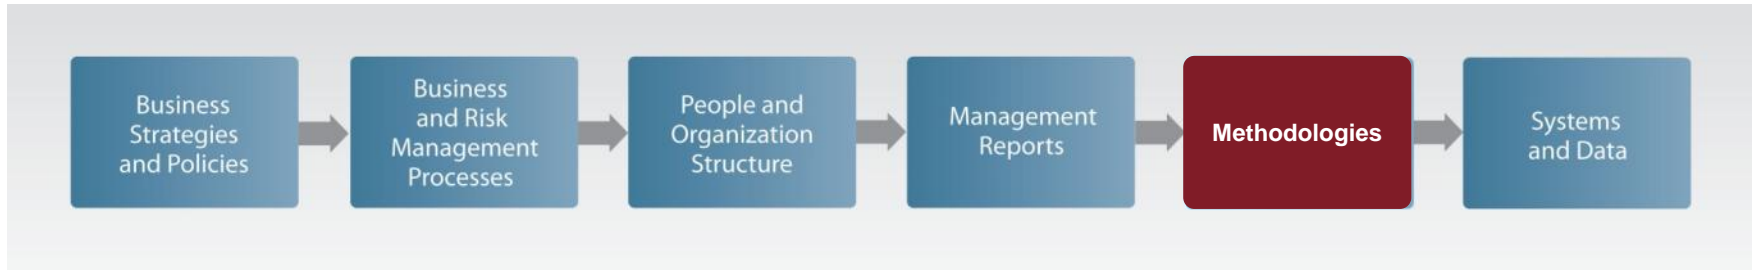 Business
Strategies
and Policies
Business
and Risk
Management
Processes
People and
Organization
Structure
Management
Reports
Methodologies
Systems
and Data